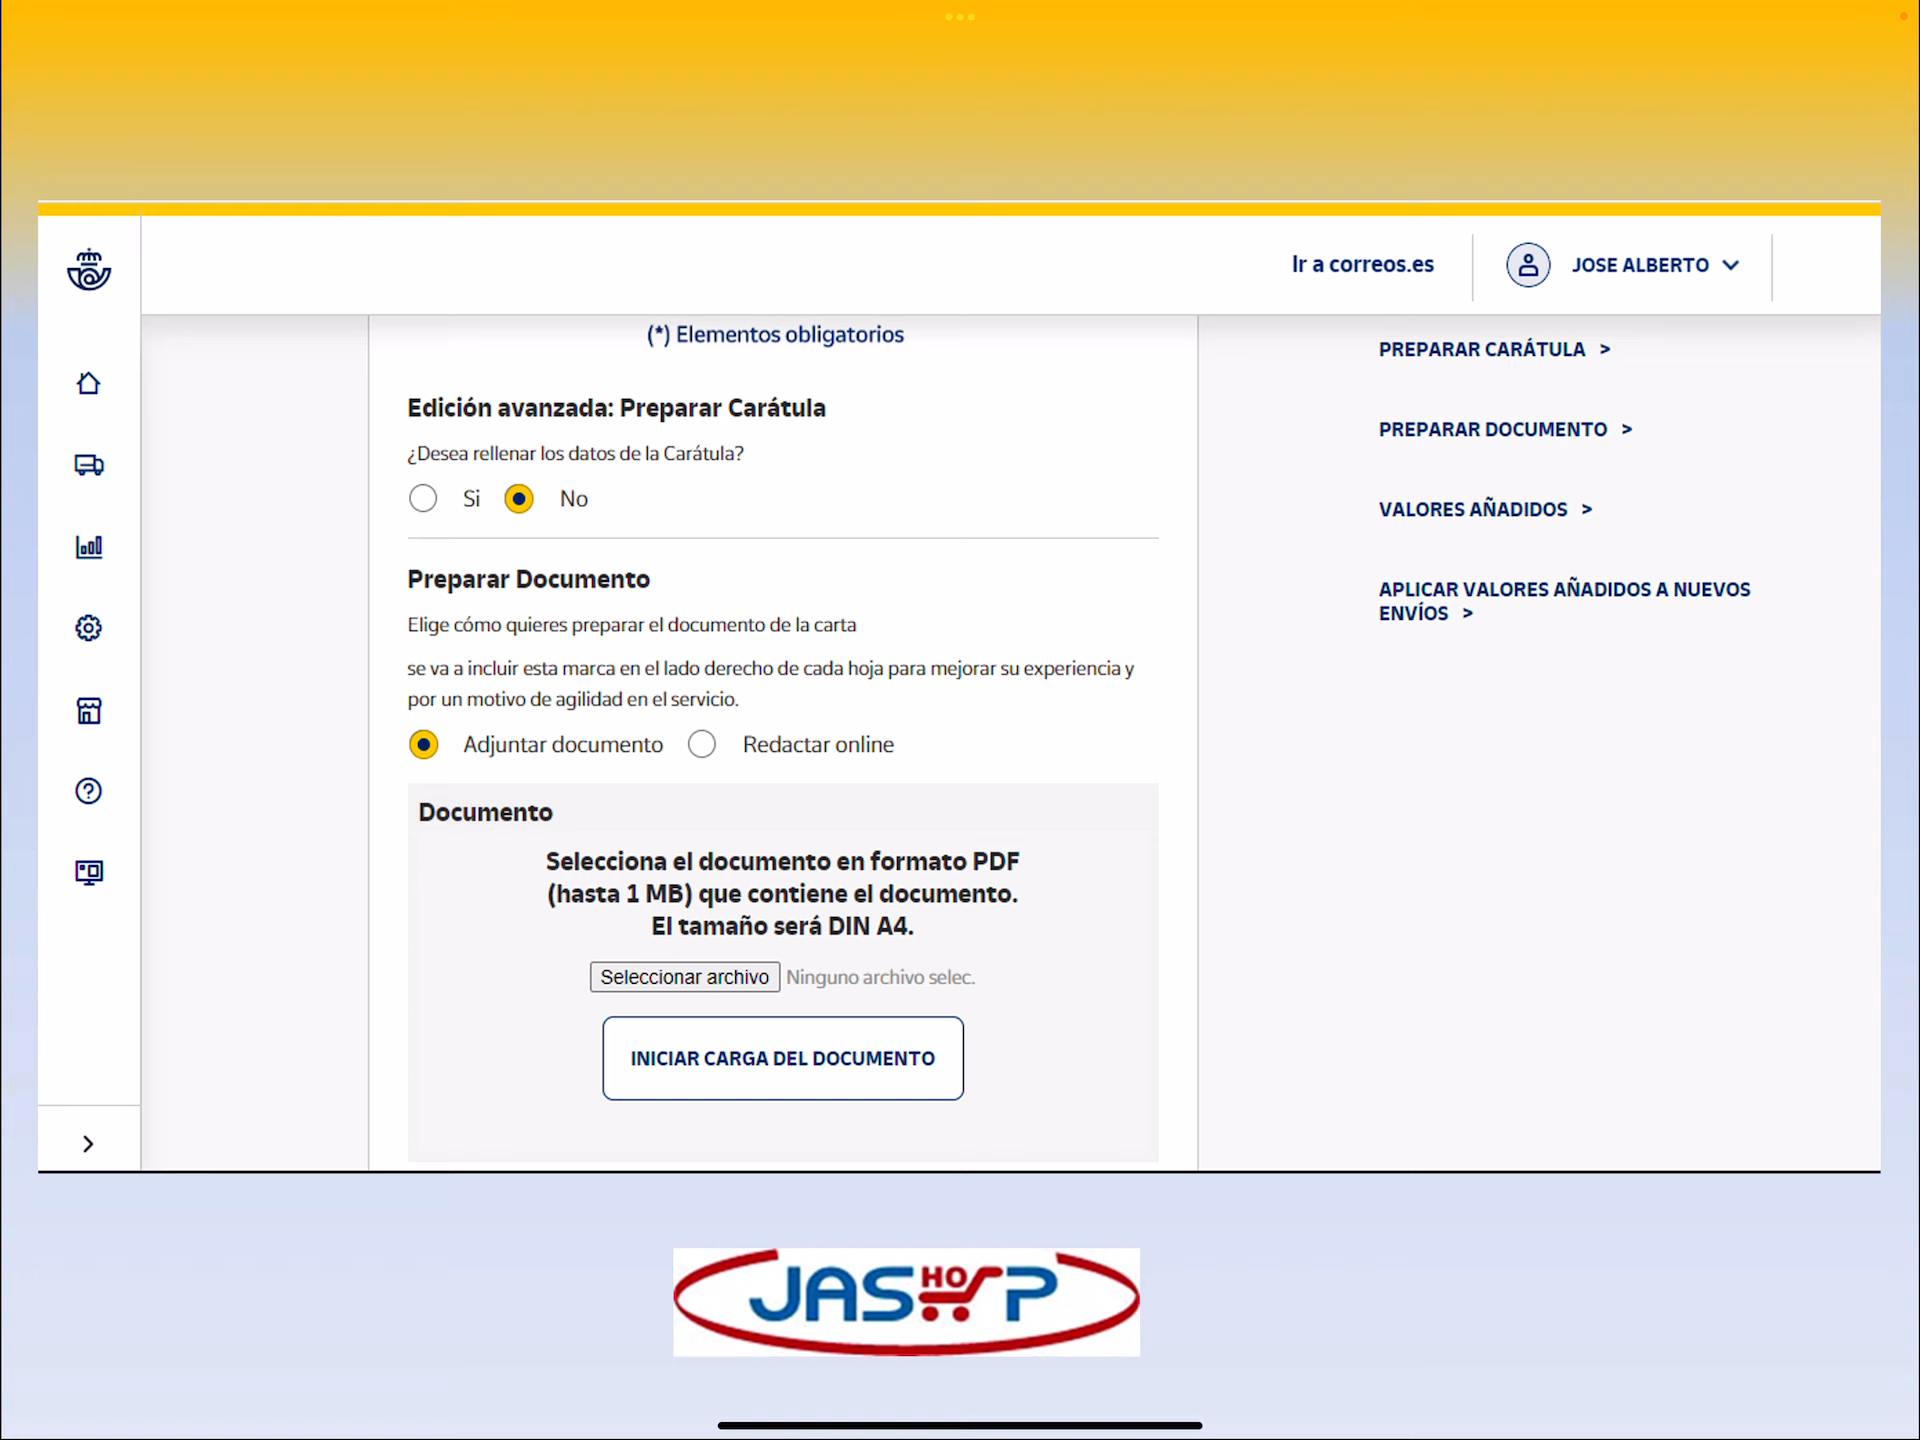 Ir a correos.es
JOSE ALBERTO
(*) Elementos obligatorios
Edición avanzada: Preparar Carátula
¿Desea rellenar los datos de la Carátula?
Si No
Preparar Documento
Elige cómo quieres preparar el documento de la carta
se va a incluir esta marca en el lado derecho de cada hoja para mejorar su experiencia y
por un motivo de agilidad en el servicio.
Adjuntar documento Redactar online
Documento
Selecciona el documento en formato PDF
(hasta 1 MB) que contiene el documento.
El tamaño será DIN A4.
Seleccionar archivo Ninguno archivo selec.
INICIAR CARGA DEL DOCUMENTO
PREPARAR CARÁTULA >
PREPARAR DOCUMENTO >
VALORES AÑADIDOS >
APLICAR VALORES AÑADIDOS A NUEVOS
ENVÍOS >
JASHOP